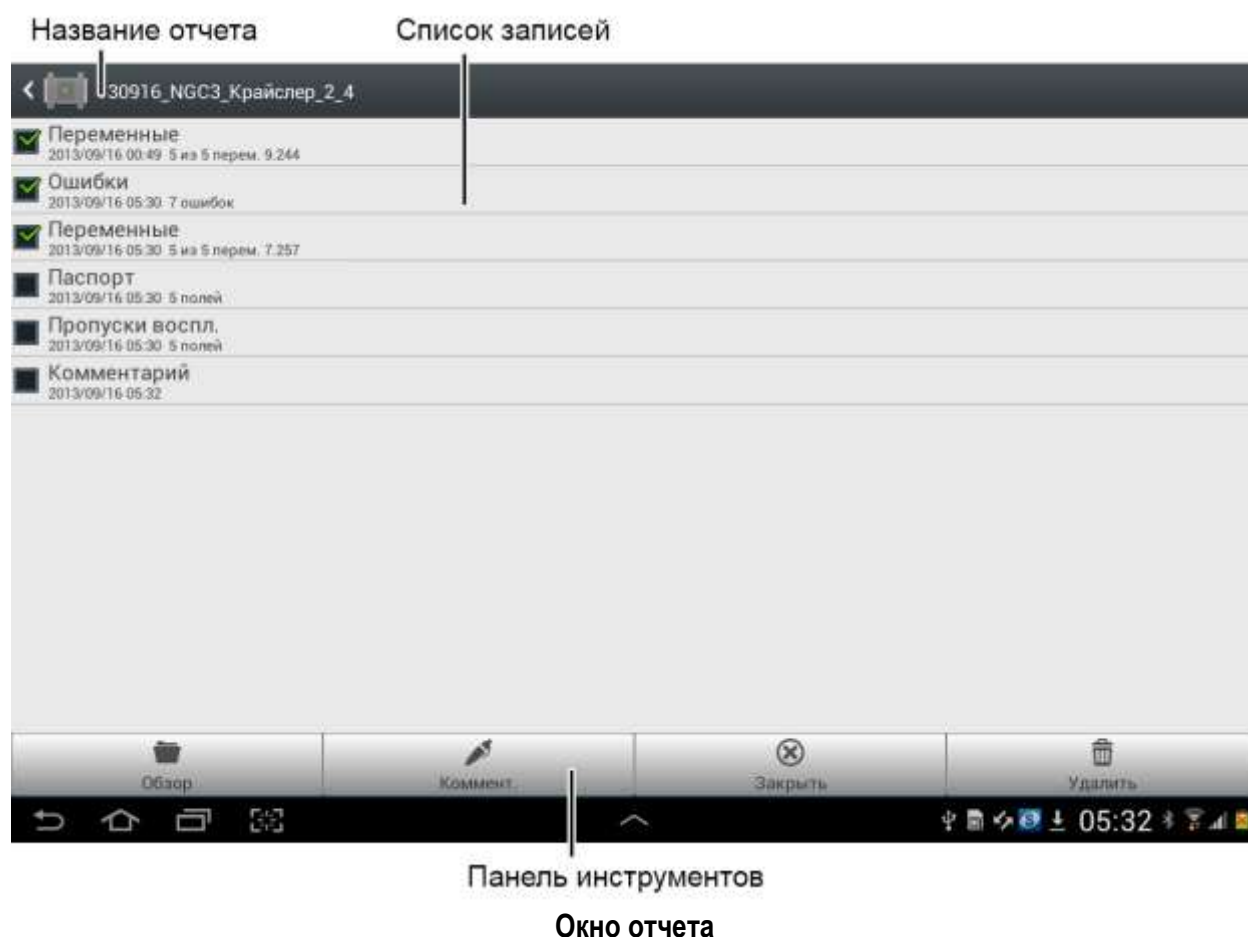 Название отчета
Список записей
30916_NGC3_Крайслер_2_4
Переменные
2013/09/16 00:49 5 из 5 перем. 9.244
Ошибки
2013/09/16 05:30 7 ошибок
Переменные
2013/09/16 05:30 5 из 5 перем. 7.257
Паспорт
2013/09/16 05:30 5 полей
Пропуски воспл.
2013/09/16 05:30 5 полей
Комментарий
2013/09/16 05:32
Обзор
Коммент.
Закрыть
Удалить
05:32
Панель инструментов
Окно отчета